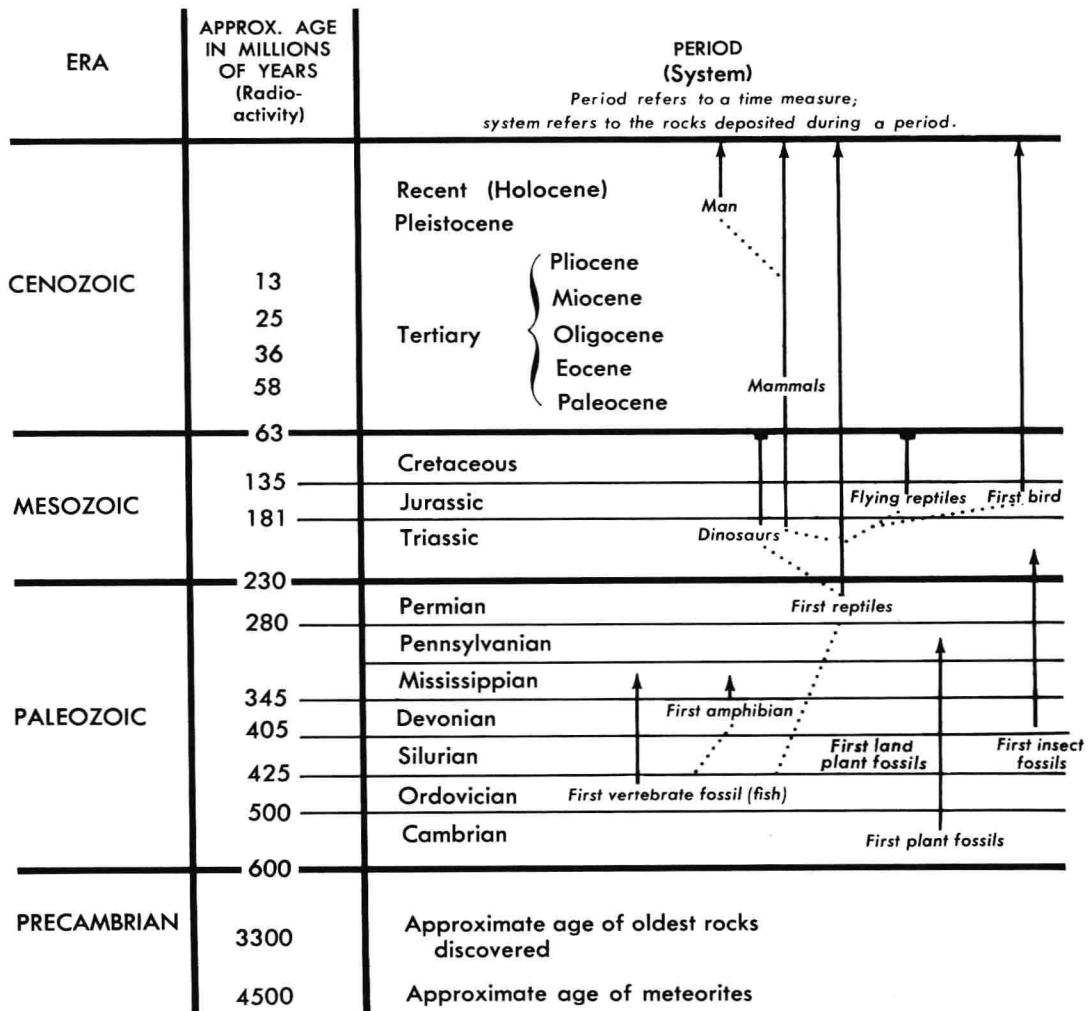 ERA
APPROX. AGE
IN MILLIONS
OF YEARS
(Radio-
activity)
PERIOD
(System)
Period refers to a time measure;
system refers to the rocks deposited during a period.
CENOZOIC
Recent (Holocene)
Pleistocene
Man
13
25
36
58
Tertiary
Pliocene
Miocene
Oligocene
Eocene
Paleocene
Mammals
63
MESOZOIC
Cretaceous
135
Jurassic
Flying reptiles
First bird
181
Triassic
Dinosaurs
230
PALEOZOIC
Permian
First reptiles
280
Pennsylvanian
Mississippian
345
Devonian
First amphibian
405
Silurian
First land
plant fossils
First insect
fossils
425
Ordovician
First vertebrate fossil (fish)
500
Cambrian
First plant fossils
600
PRECAMBRIAN
3300
Approximate age of oldest rocks
discovered
4500
Approximate age of meteorites